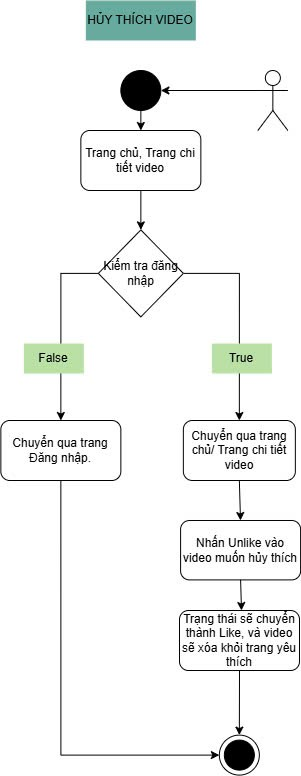 HỦY THÍCH VIDEO
Trang chủ, Trang chi
tiết video
Kiểm tra đăng
nhập
False
True
Chuyển qua trang
Đăng nhập.
Chuyển qua trang
chủ/ Trang chi tiết
video
Nhấn Unlike vào
video muốn hủy thích
Trạng thái sẽ chuyển
thành Like, và video
sẽ xóa khỏi trang yêu
thích